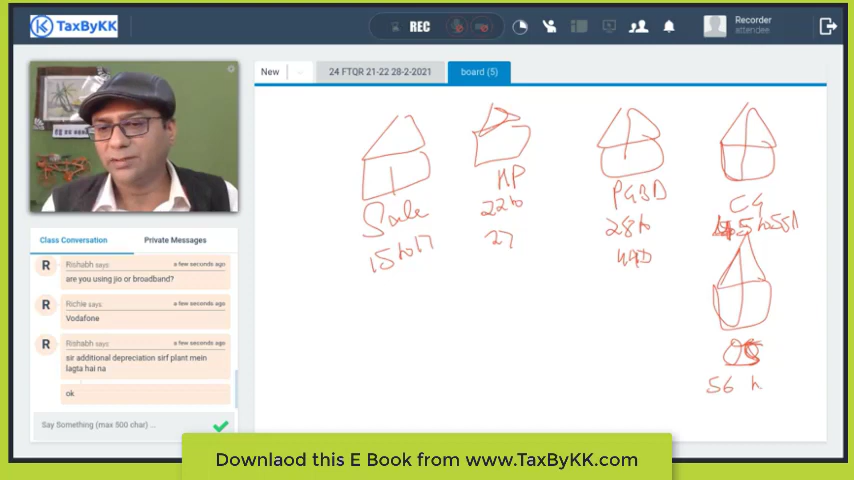 TaxByKK
REC
Recorder
attendee
New
24 FTQR 21-22 28-2-2021
board (5)
Class Conversation
Private Messages
R
Rishabh says:
a few seconds ago
are you using jio or broadband?
R
Richie says:
a few seconds ago
Vodafone
R
Rishabh says:
a few seconds ago
sir additional depreciation sirf plant mein
lagta hai na
ok
Say Something (max 500 char) ...
15 to 17
HP
22 to
27
PGBD
28 to
44D
CG
OS
56
Downlaod this E Book from www.TaxByKK.com